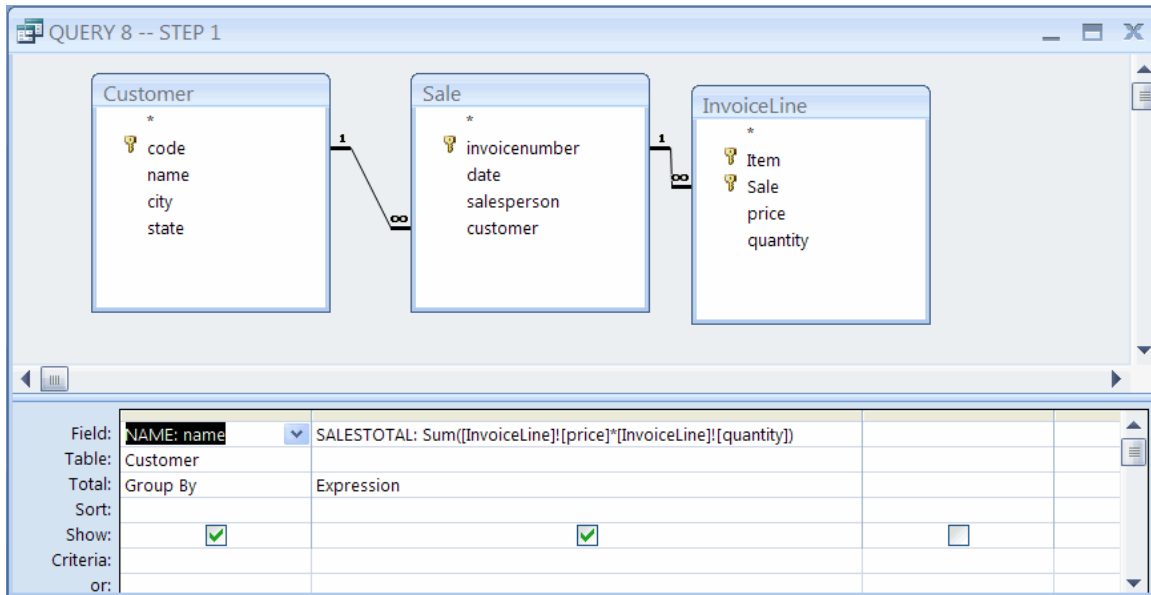 QUERY 8 -- STEP 1
Customer
*
code
name
city
state
1
∞
Sale
*
invoicenumber
date
salesperson
customer
1
∞
InvoiceLine
*
Item
Sale
price
quantity
Field: NAME: name SALESTOTAL: Sum([InvoiceLine]![price]*[InvoiceLine]![quantity])
Table: Customer
Total: Group By Expression
Sort:
Show:
Criteria:
or: